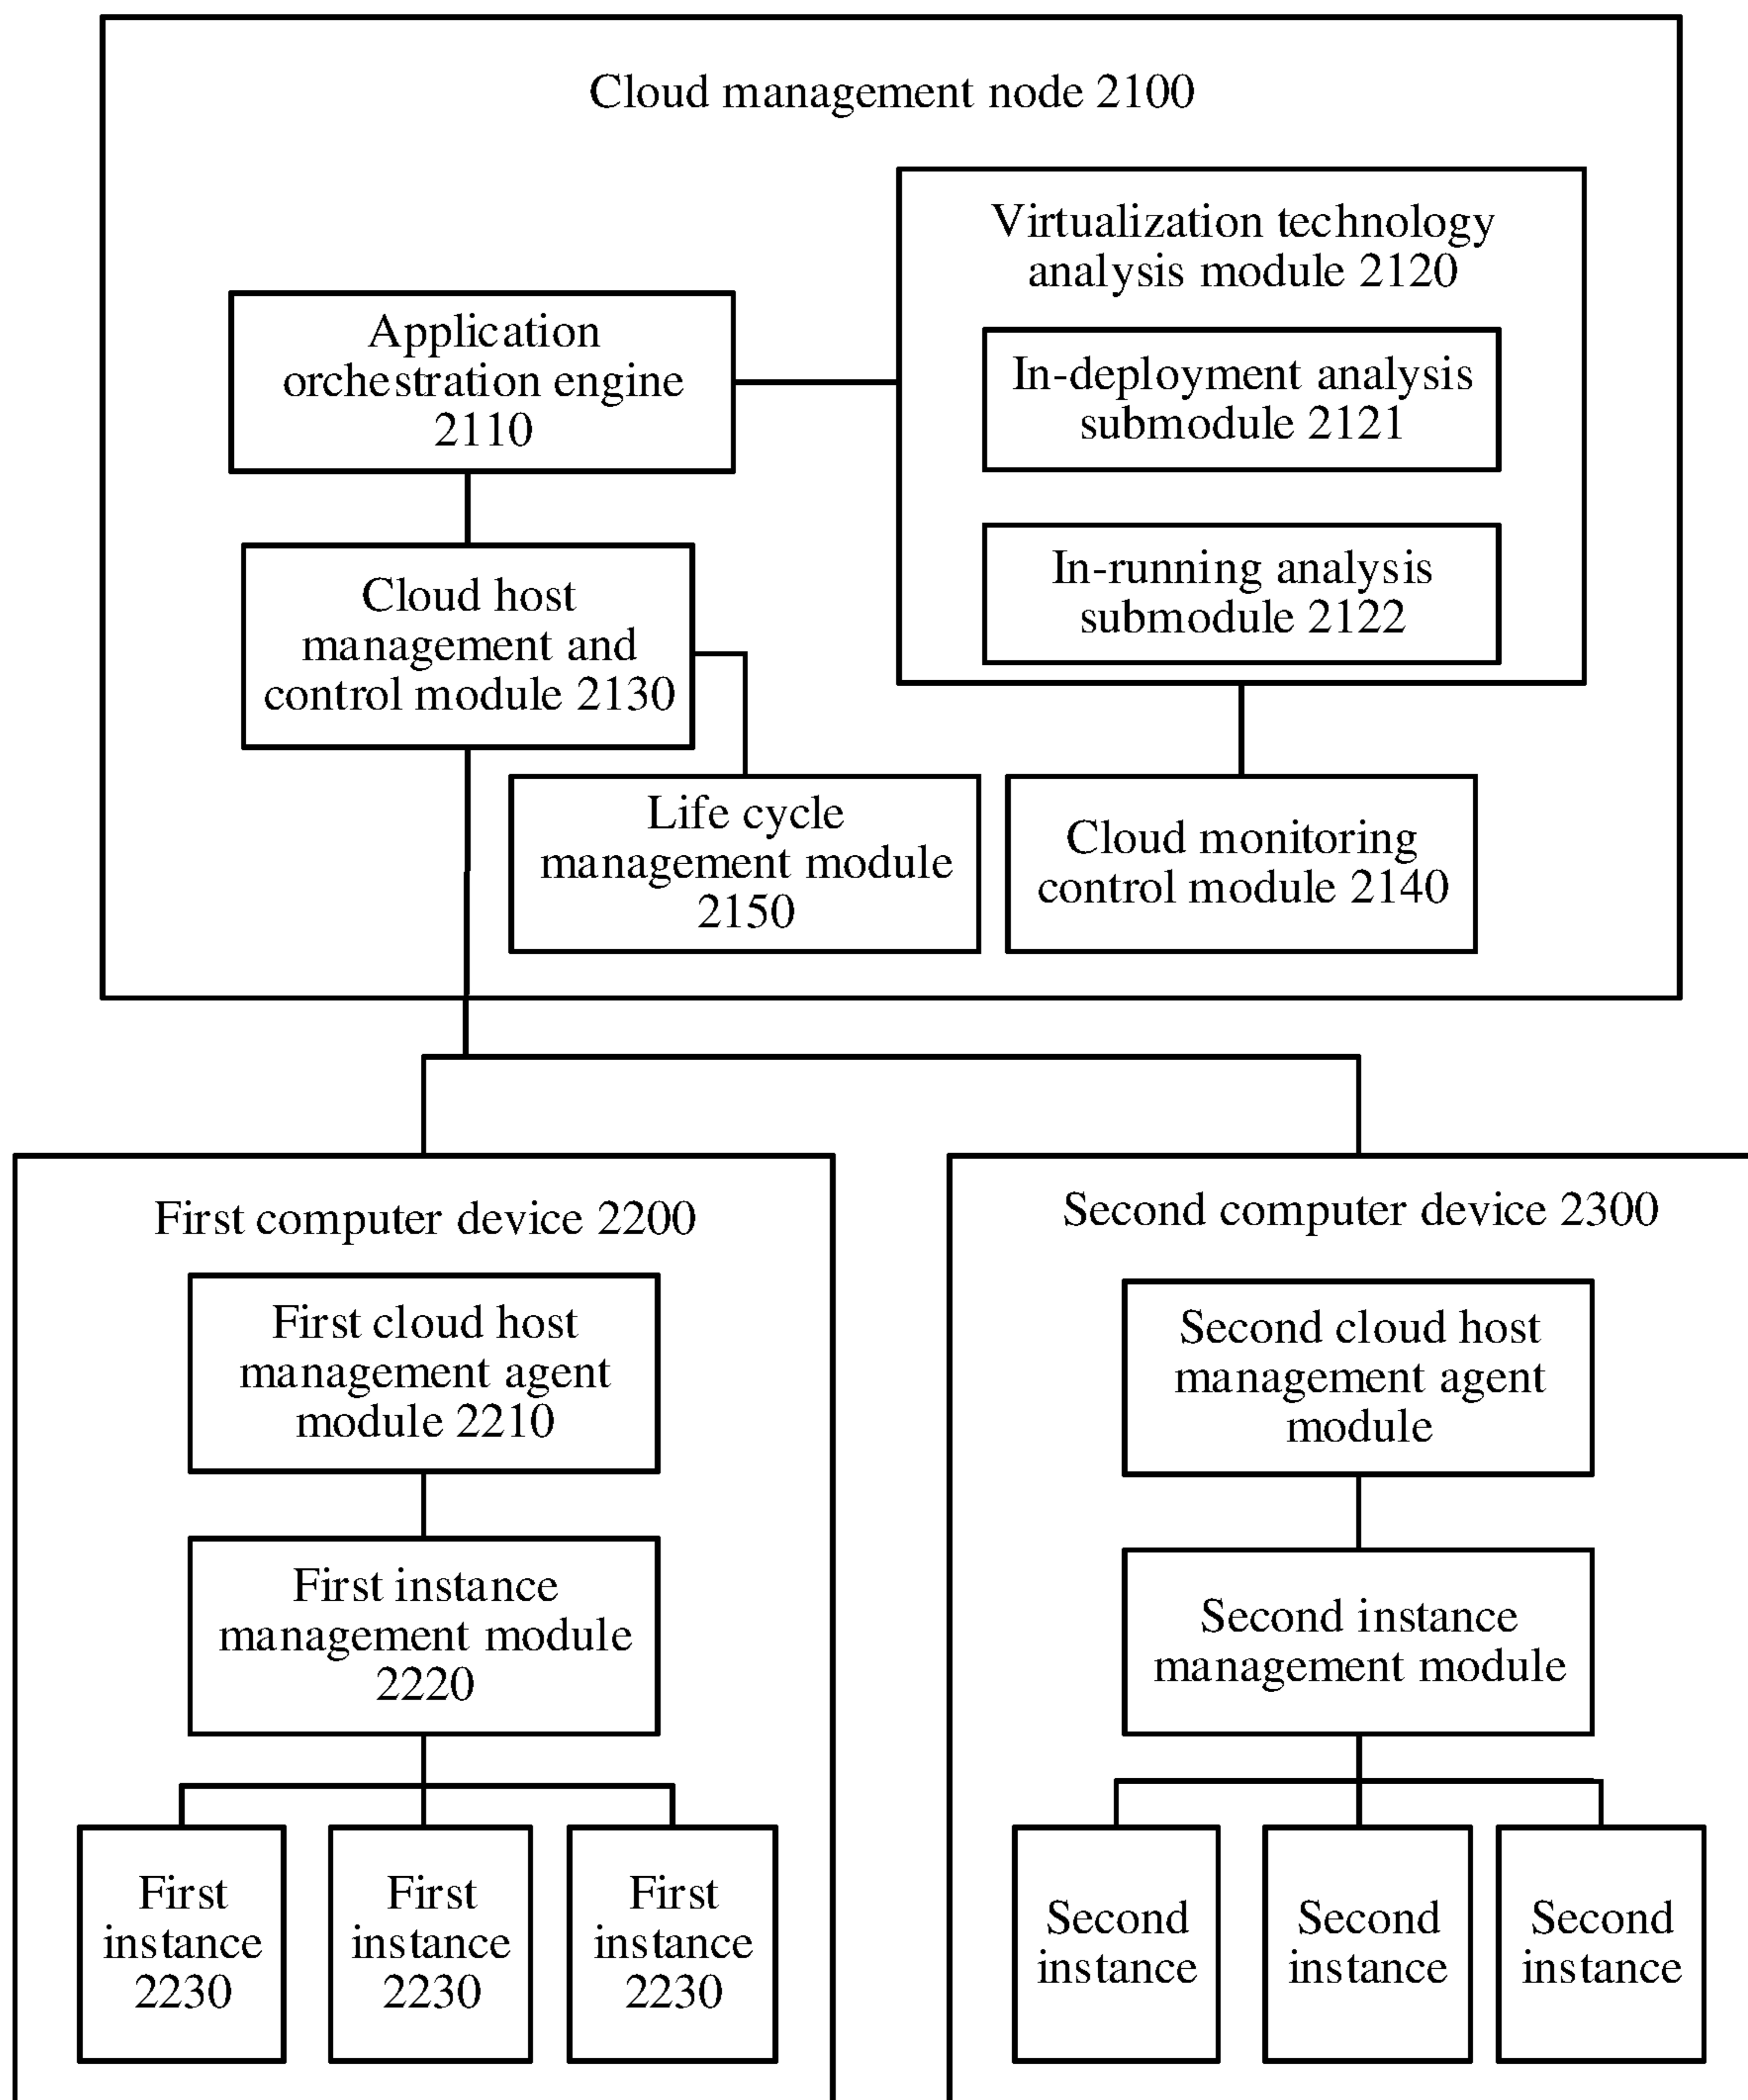 Cloud management node 2100
Virtualization technology
analysis module 2120
Application
orchestration engine
2110
In-deployment analysis
submodule 2121
In-running analysis
submodule 2122
Cloud host
management and
control module 2130
Life cycle
management module
2150
Cloud monitoring
control module 2140
First computer device 2200
First cloud host
management agent
module 2210
First instance
management module
2220
First
instance
2230
First
instance
2230
First
instance
2230
Second computer device 2300
Second cloud host
management agent
module
Second instance
management module
Second
instance
Second
instance
Second
instance